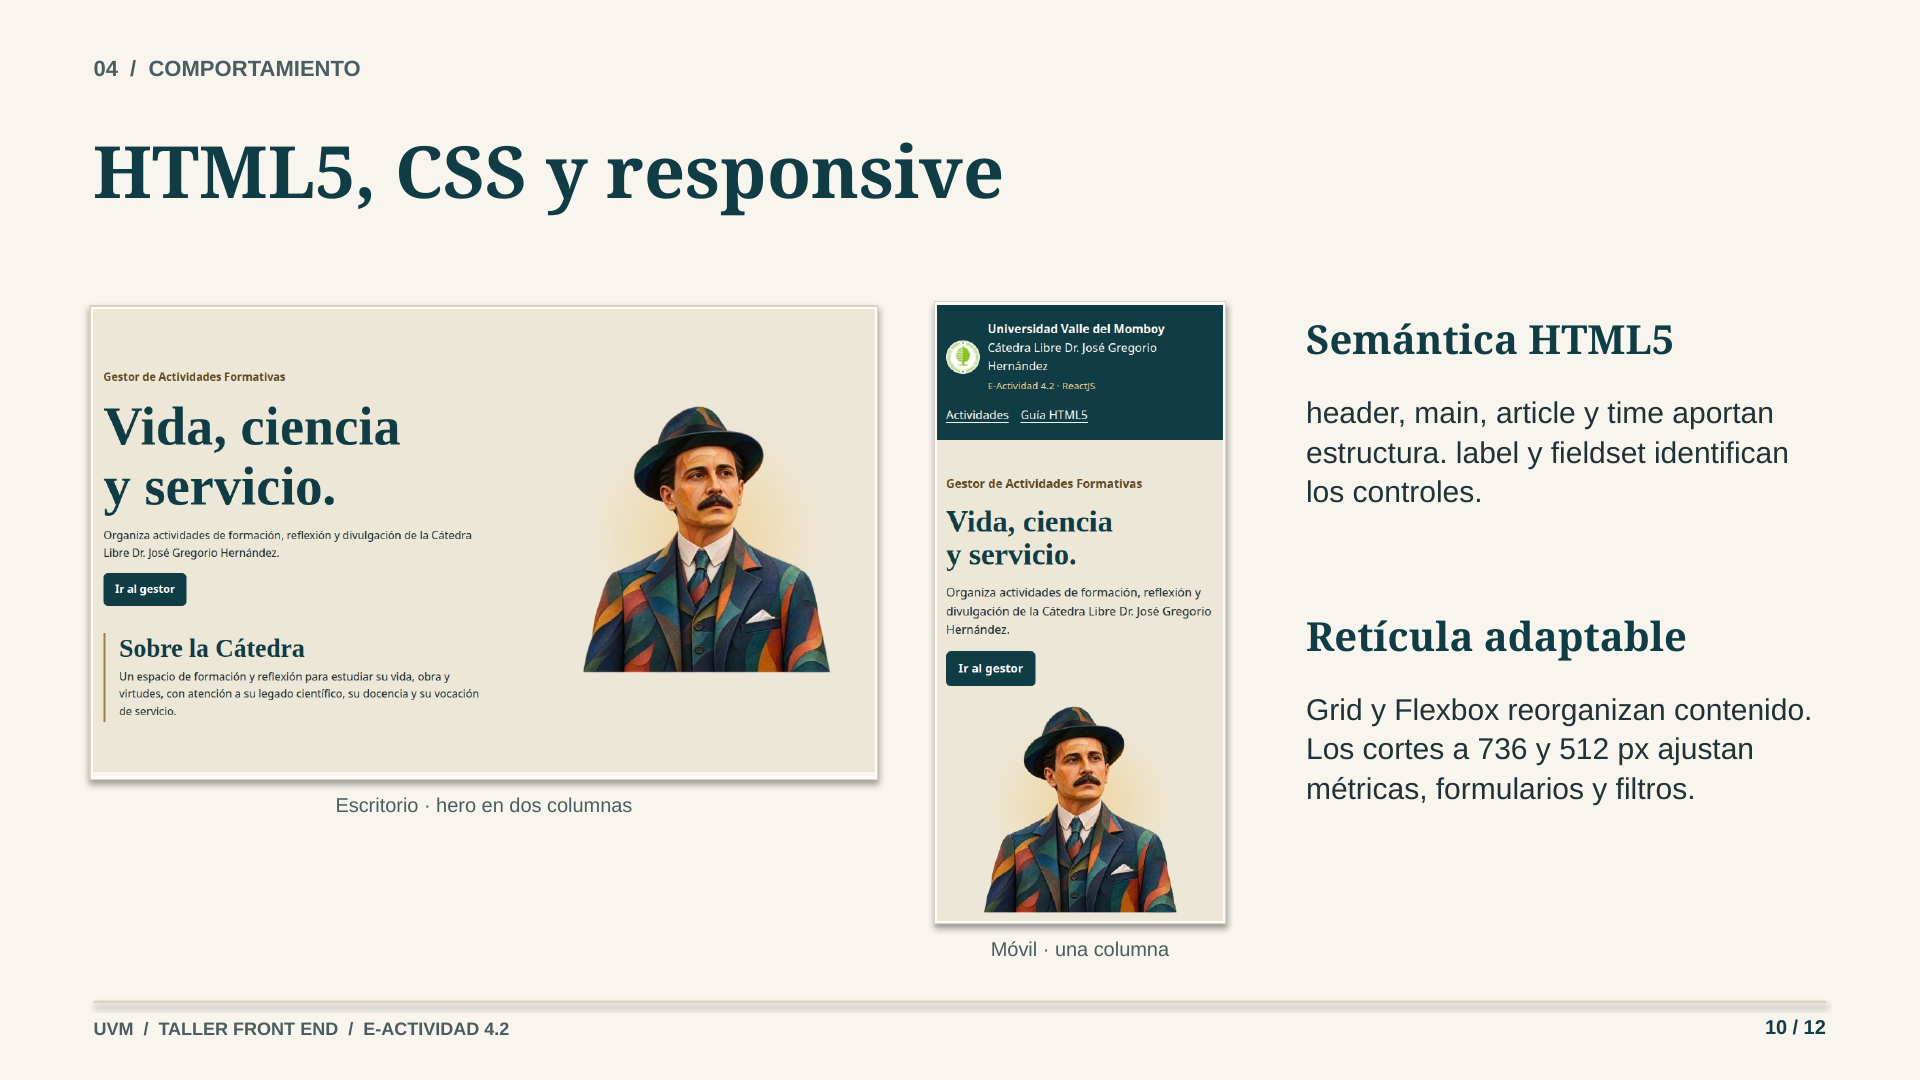 04 / COMPORTAMIENTO
HTML5, CSS y responsive
Gestor de Actividades Formativas
Vida, ciencia
y servicio.
Organiza actividades de formación, reflexión y divulgación de la Cátedra
Libre Dr. José Gregorio Hernández.
Ir al gestor
Sobre la Cátedra
Un espacio de formación y reflexión para estudiar su vida, obra y
virtudes, con atención a su legado científico, su docencia y su vocación
de servicio.
Escritorio · hero en dos columnas
Universidad Valle del Momboy
Cátedra Libre Dr. José Gregorio
Hernández
E-Actividad 4.2 · ReactJS
Actividades Guía HTML5
Gestor de Actividades Formativas
Vida, ciencia
y servicio.
Organiza actividades de formación, reflexión y
divulgación de la Cátedra Libre Dr. José Gregorio
Hernández.
Ir al gestor
Móvil · una columna
Semántica HTML5
header, main, article y time aportan
estructura. label y fieldset identifican
los controles.
Retícula adaptable
Grid y Flexbox reorganizan contenido.
Los cortes a 736 y 512 px ajustan
métricas, formularios y filtros.
UVM / TALLER FRONT END / E-ACTIVIDAD 4.2
10 / 12